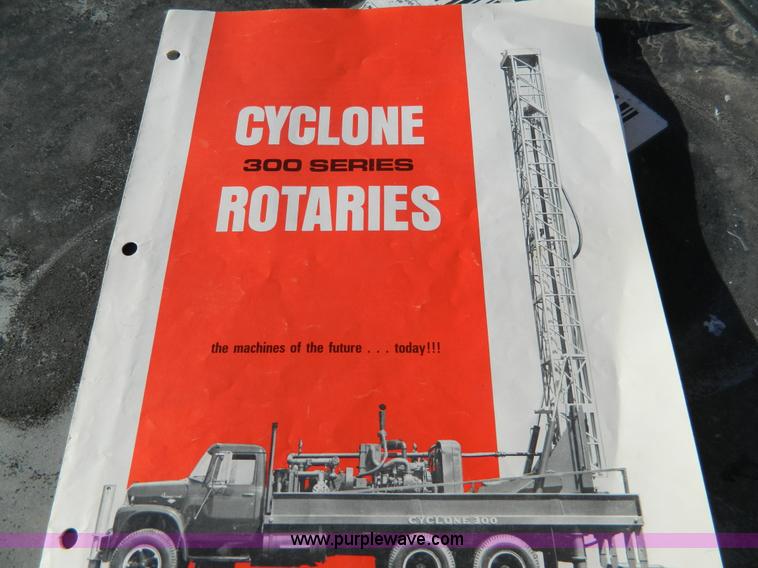 CYCLONE
300 SERIES
ROTARIES
the machines of the future . . . today!!!
CYCLONE 300
www.purplewave.com